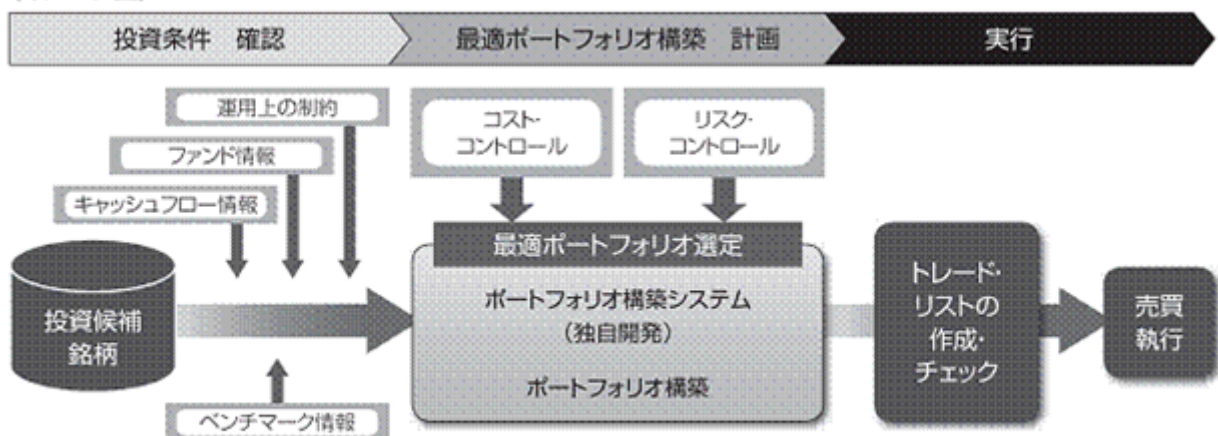 投資条件 確認
最適ポートフォリオ構築 計画
実行
運用上の制約
ファンド情報
キャッシュフロー情報
コスト・
コントロール
リスク・
コントロール
投資候補
銘柄
最適ポートフォリオ選定
ポートフォリオ構築システム
（独自開発）
ポートフォリオ構築
トレード・
リストの
作成・
チェック
売買
執行
ベンチマーク情報